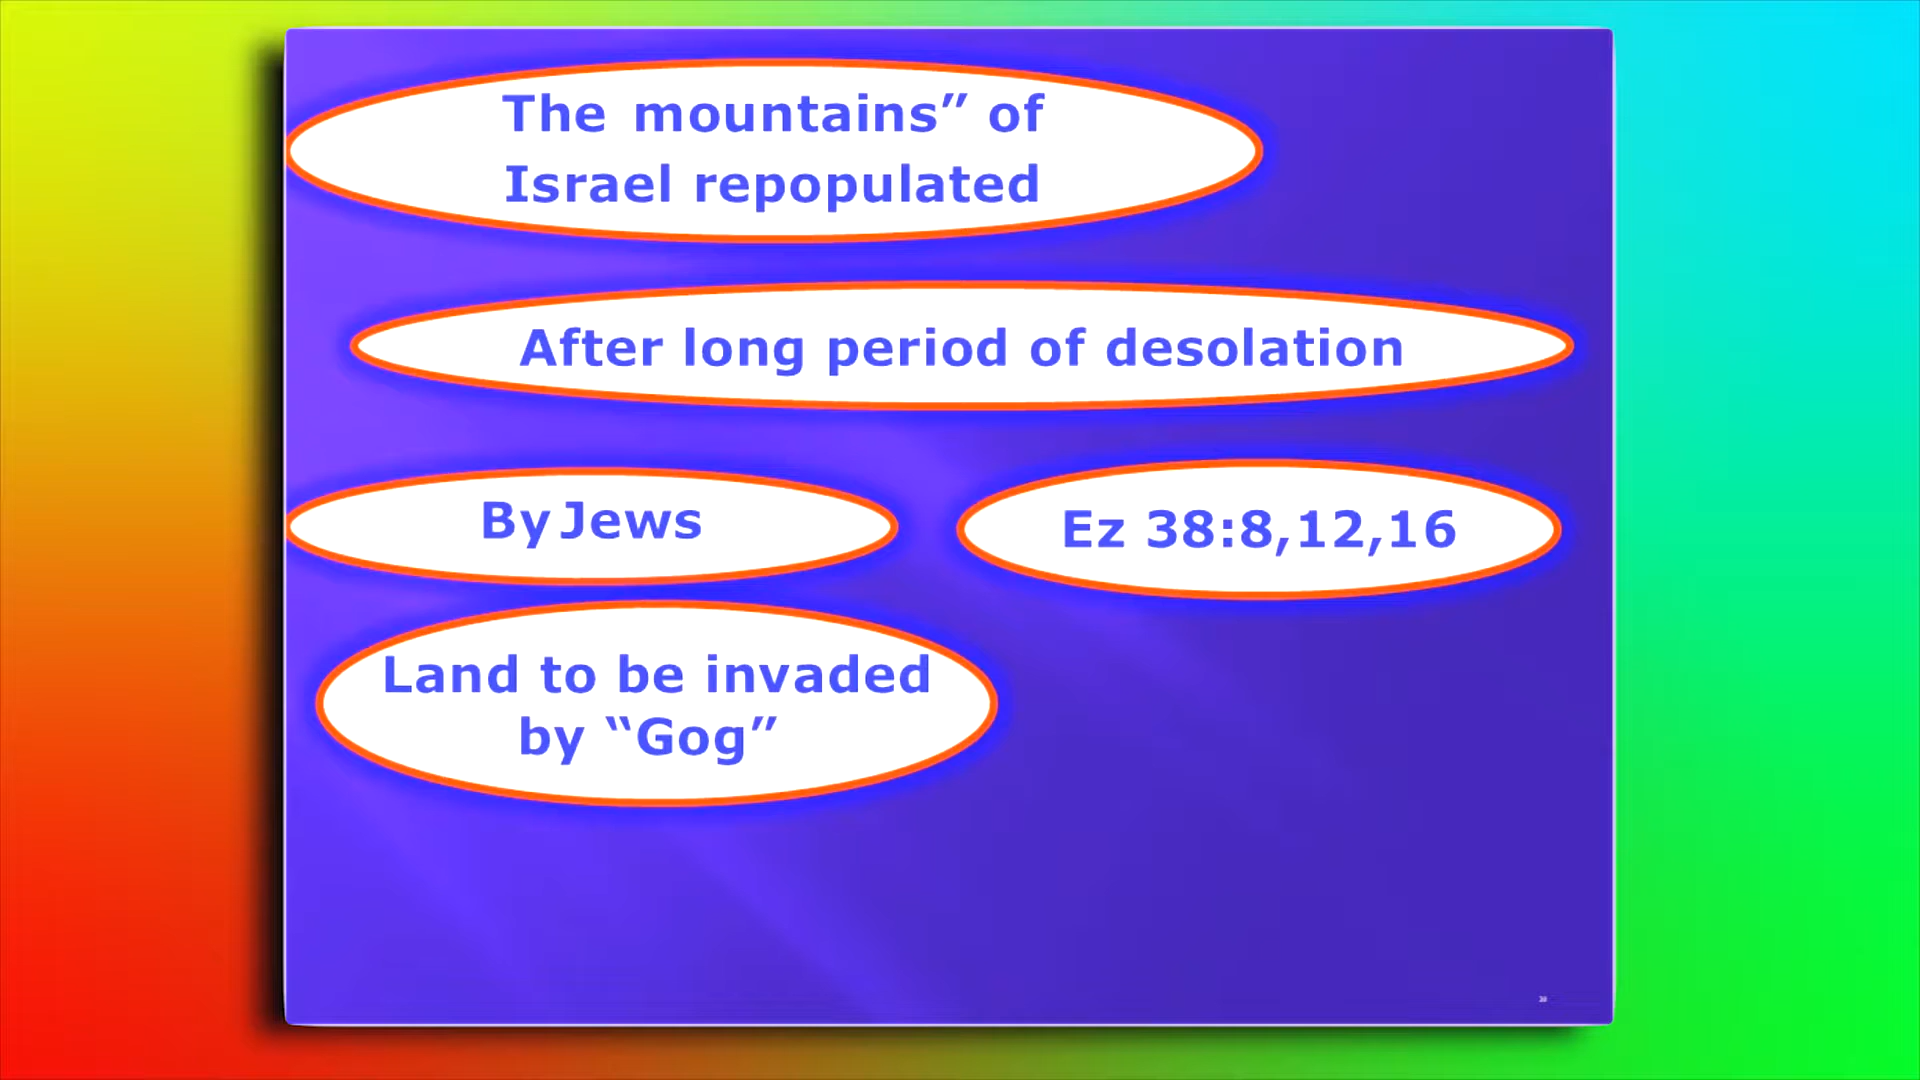 The mountains” of
Israel repopulated
After long period of desolation
By Jews
Ez 38:8,12,16
Land to be invaded
by “Gog”